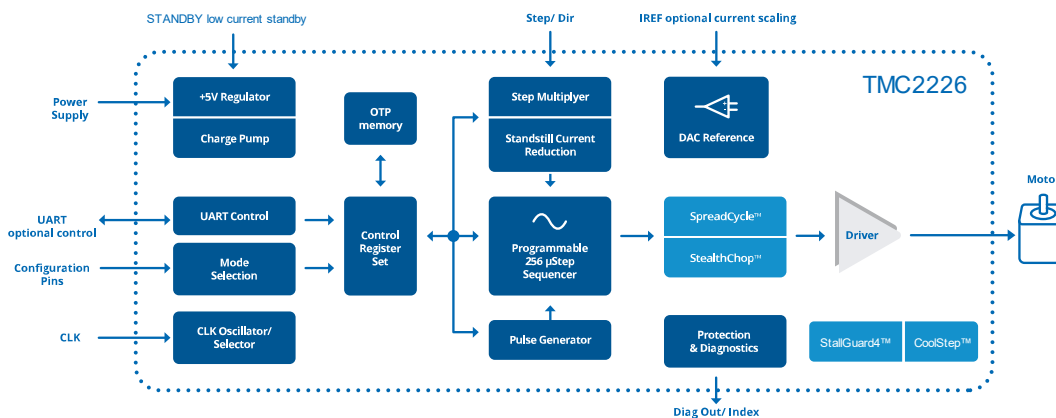 STANDBY low current standby
Step/ Dir
IREF optional current scaling
TMC2226
Power
Supply
+5V Regulator
Charge Pump
OTP
memory
Step Multiplyer
Standstill Current
Reduction
DAC Reference
UART
optional control
UART Control
Control
Register
Set
Programmable
256 µStep
Sequencer
SpreadCycle™
StealthChop™
Driver
Moto
Configuration
Pins
Mode
Selection
CLK
CLK Oscillator/
Selector
Pulse Generator
Protection
& Diagnostics
StallGuard4™
CoolStep™
Diag Out/ Index